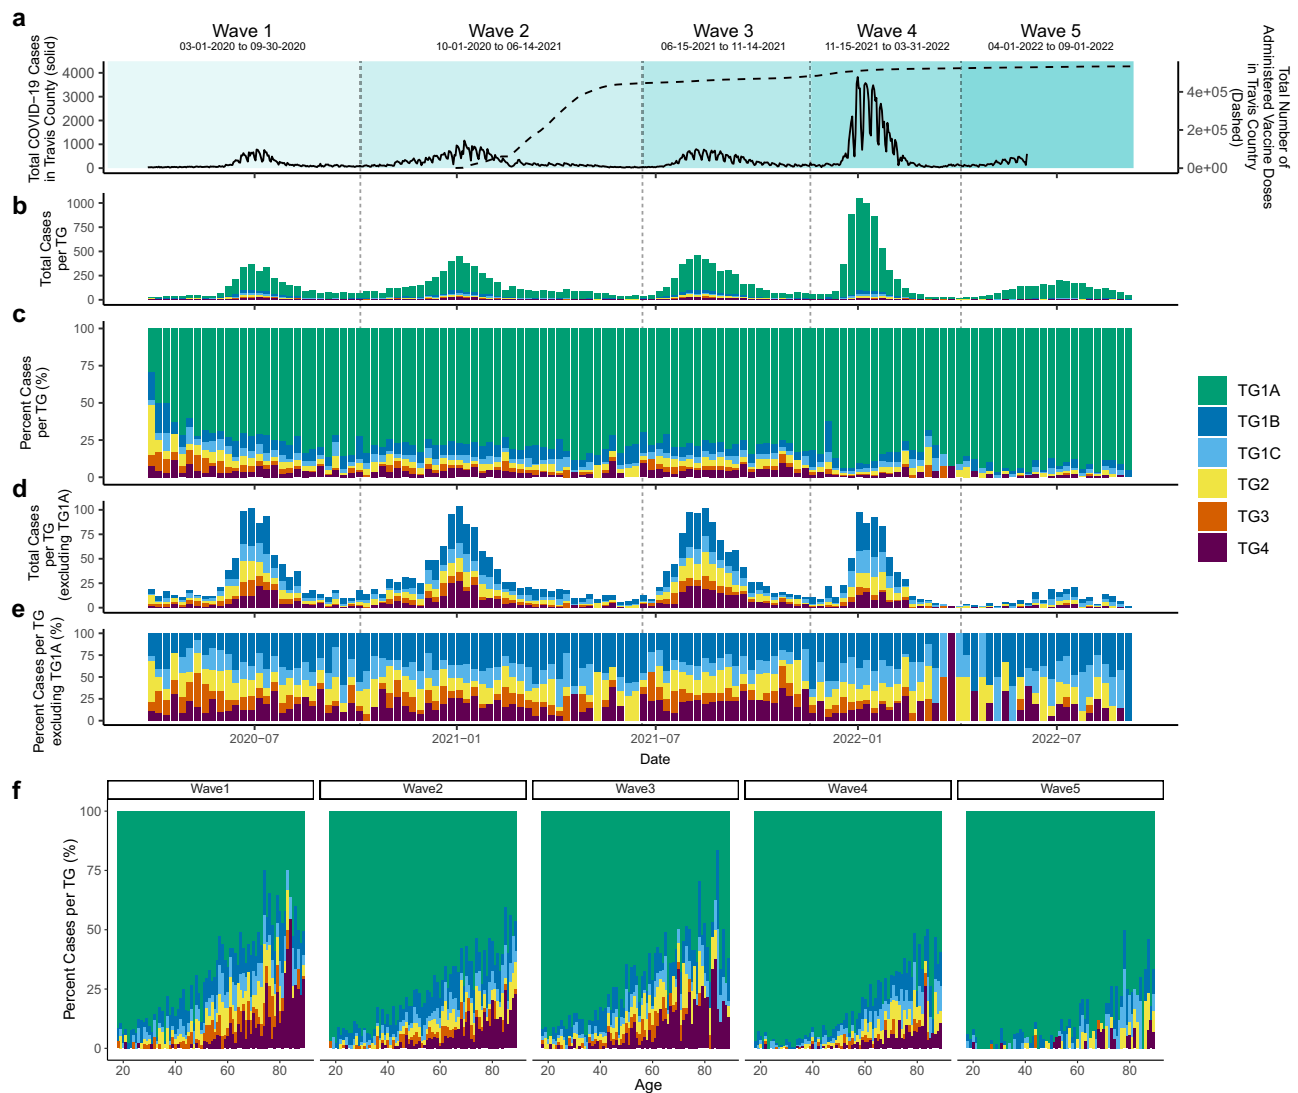 a
Wave 1
03-01-2020 to 09-30-2020
Wave 2
10-01-2020 to 06-14-2021
Wave 3
06-15-2021 to 11-14-2021
Wave 4
11-15-2021 to 03-31-2022
Wave 5
04-01-2022 to 09-01-2022
Total COVID−19 Cases
in Travis County (solid)
4000
3000
2000
1000
0
4e+05
2e+05
0e+00
Total Number of
Administered Vaccine Doses
in Travis Country
(Dashed)
b
Total Cases
per TG
1000
750
500
250
0
c
Percent Cases
per TG (%)
100
75
50
25
0
TG1A
TG1B
TG1C
TG2
TG3
TG4
d
Total Cases
per TG
(excluding TG1A)
100
75
50
25
0
e
Percent Cases per TG
excluding TG1A (%)
100
75
50
25
0
2020-07
2021-01
2021-07
2022-01
2022-07
Date
f
Wave1
Wave2
Wave3
Wave4
Wave5
Percent Cases per TG (%)
100
75
50
25
0
20 40 60 80
20 40 60 80
20 40 60 80
20 40 60 80
20 40 60 80
Age